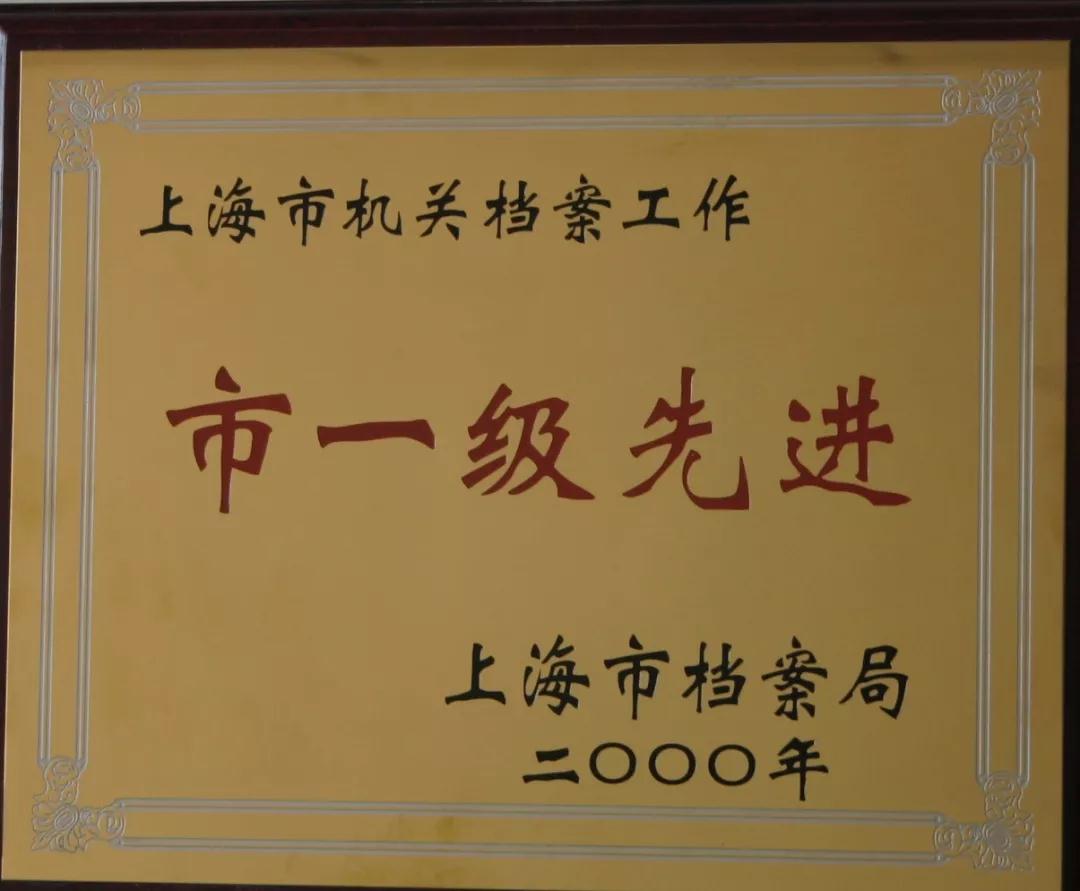 上海市机关档案工作
市一级先进
上海市档案局
二〇〇〇年